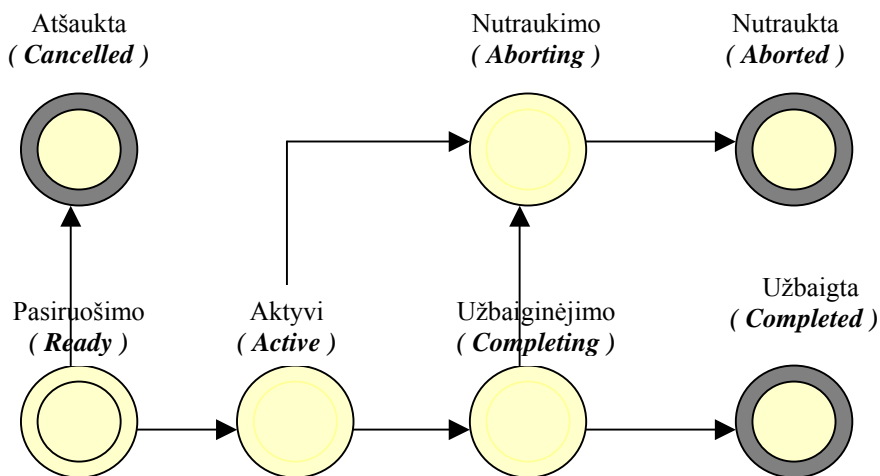 Atšaukta
( Cancelled )
Nutraukimo
( Aborting )
Nutraukta
( Aborted )
Pasiruošimo
( Ready )
Aktyvi
( Active )
Užbaiginėjimo
( Completing )
Užbaigta
( Completed )